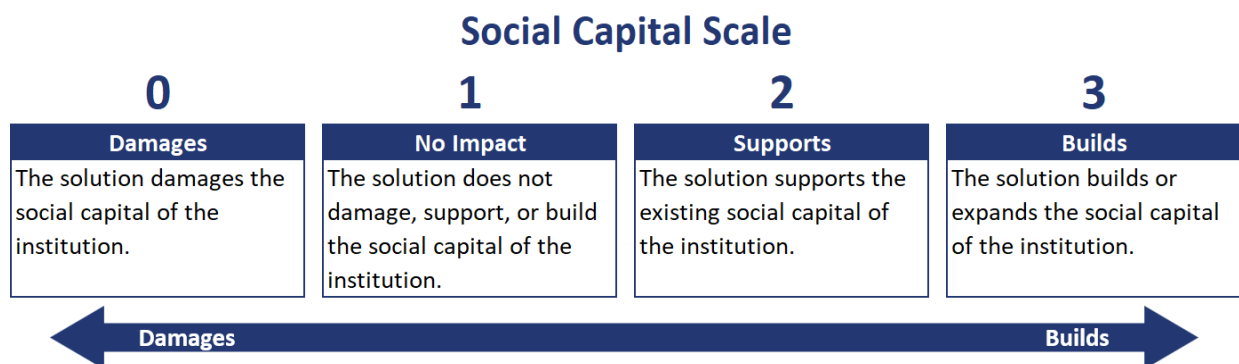 Social Capital Scale
0
1
2
3
Damages
The solution damages the
social capital of the
institution.
No Impact
The solution does not
damage, support, or build
the social capital of the
institution.
Supports
The solution supports the
existing social capital of
the institution.
Builds
The solution builds or
expands the social capital
of the institution.
Damages
Builds